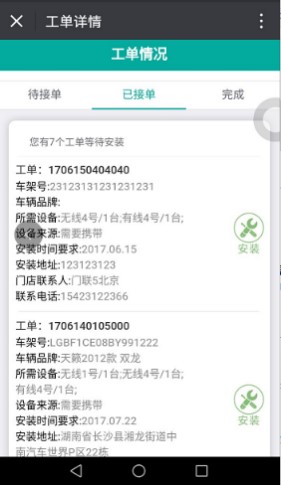 工单详情
工单情况
待接单 已接单 完成
您有7个工单等待安装
工单：1706150404040
车架号:23123131231231231
车辆品牌:
所需设备:无线4号/1台;有线4号/1台;
设备来源:需要携带
安装时间要求:2017.06.15
安装地址:123123123
门店联系人:门联5北京
联系电话:15423122366
安装
工单：1706140105000
车架号:LGBF1CE08BY991222
车辆品牌:天籁2012款 双龙
所需设备:无线1号/1台;无线4号/1台;
有线4号/1台;
设备来源:需要携带
安装时间要求:2017.07.22
安装地址:湖南省长沙县湘龙街道中
南汽车世界P区22栋
安装